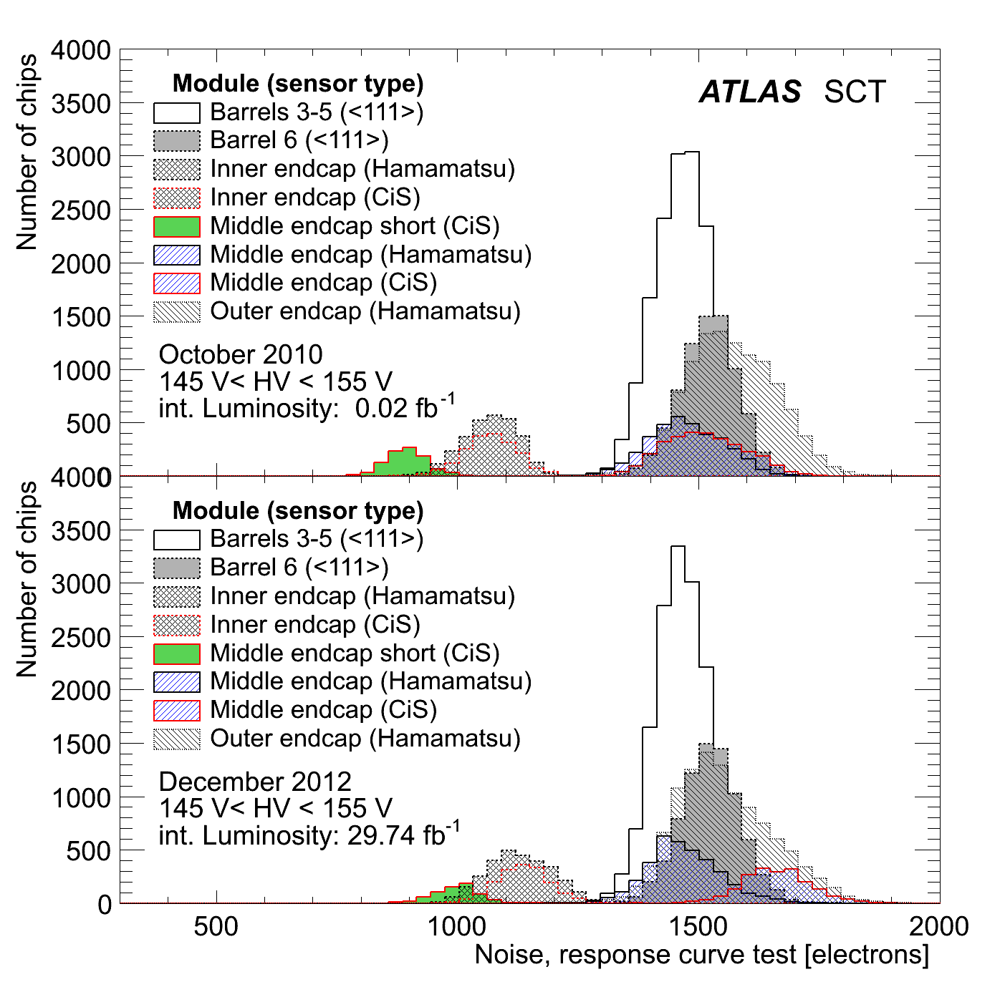 ATLAS SCT
Number of chips
4000
3500
3000
2500
2000
1500
1000
500
0
Module (sensor type)
Barrels 3-5 (<111>)
Barrel 6 (<111>)
Inner endcap (Hamamatsu)
Inner endcap (CiS)
Middle endcap short (CiS)
Middle endcap (Hamamatsu)
Middle endcap (CiS)
Outer endcap (Hamamatsu)
October 2010
145 V< HV < 155 V
int. Luminosity: 0.02 fb-1
Number of chips
4000
3500
3000
2500
2000
1500
1000
500
0
Module (sensor type)
Barrels 3-5 (<111>)
Barrel 6 (<111>)
Inner endcap (Hamamatsu)
Inner endcap (CiS)
Middle endcap short (CiS)
Middle endcap (Hamamatsu)
Middle endcap (CiS)
Outer endcap (Hamamatsu)
December 2012
145 V< HV < 155 V
int. Luminosity: 29.74 fb-1
500 1000 1500 2000
Noise, response curve test [electrons]